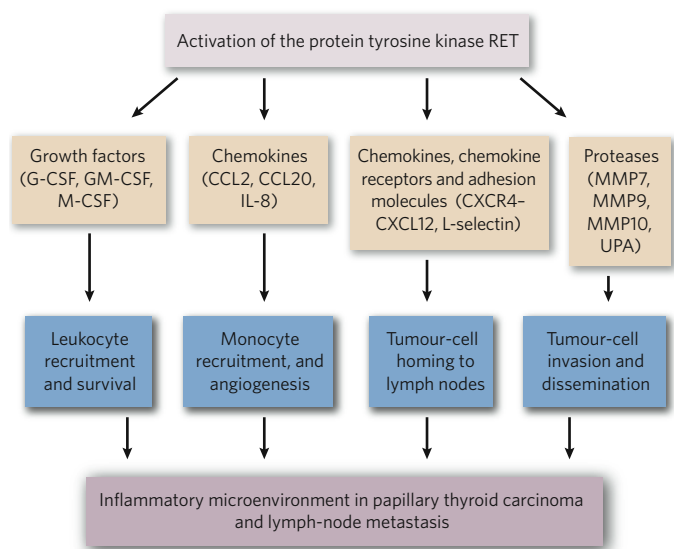 Activation of the protein tyrosine kinase RET
Growth factors
(G-CSF, GM-CSF,
M-CSF)
Chemokines
(CCL2, CCL20,
IL-8)
Chemokines, chemokine
receptors and adhesion
molecules (CXCR4–
CXCL12, L-selectin)
Proteases
(MMP7,
MMP9,
MMP10,
UPA)
Leukocyte
recruitment
and survival
Monocyte
recruitment, and
angiogenesis
Tumour-cell
homing to
lymph nodes
Tumour-cell
invasion and
dissemination
Inflammatory microenvironment in papillary thyroid carcinoma
and lymph-node metastasis